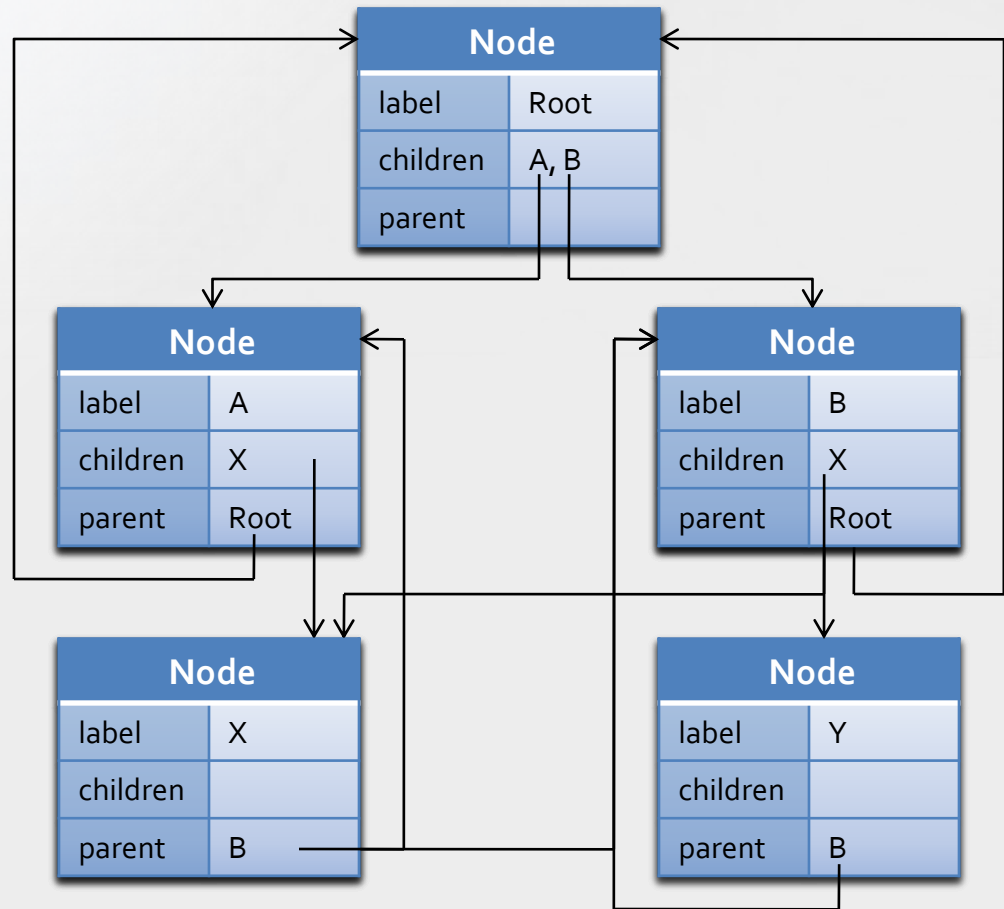 Node
label Root
children A, B
parent
Node
label A
children X
parent Root
Node
label B
children X
parent Root
Node
label X
children
parent B
Node
label Y
children
parent B